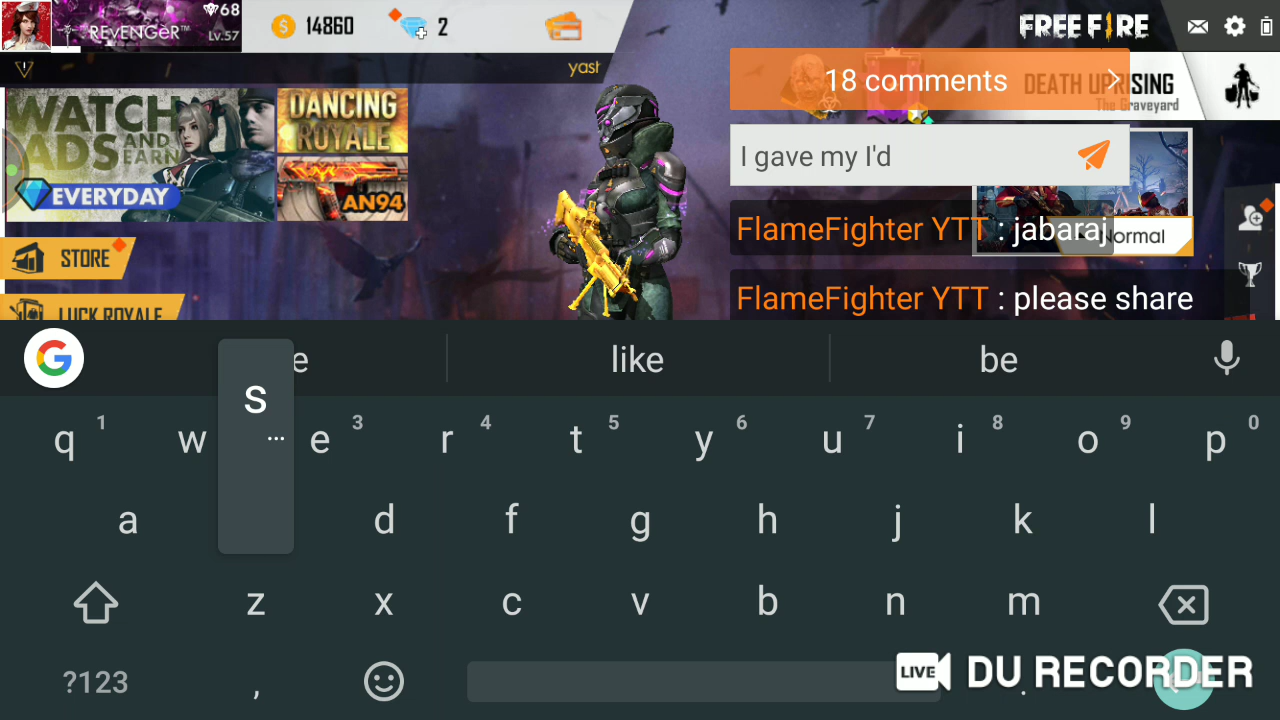 REVENGER™
68
Lv.57
14860
2
FREE FIRE
yast
18 comments
DEATH UPRISING
The Graveyard
WATCH
ADS AND
EARN
EVERYDAY
DANCING
ROYALE
AN94
I gave my I'd
FlameFighter YTT : jabaraj
Normal
STORE
FlameFighter YTT : please share
LUCK ROYALE
G
e
like
be
s
...
q 1 w e 3 r 4 t 5 y 6 u 7 i 8 o 9 p 0
a d f g h j k l
z x c v b n m
?123 , .
LIVE DU RECORDER